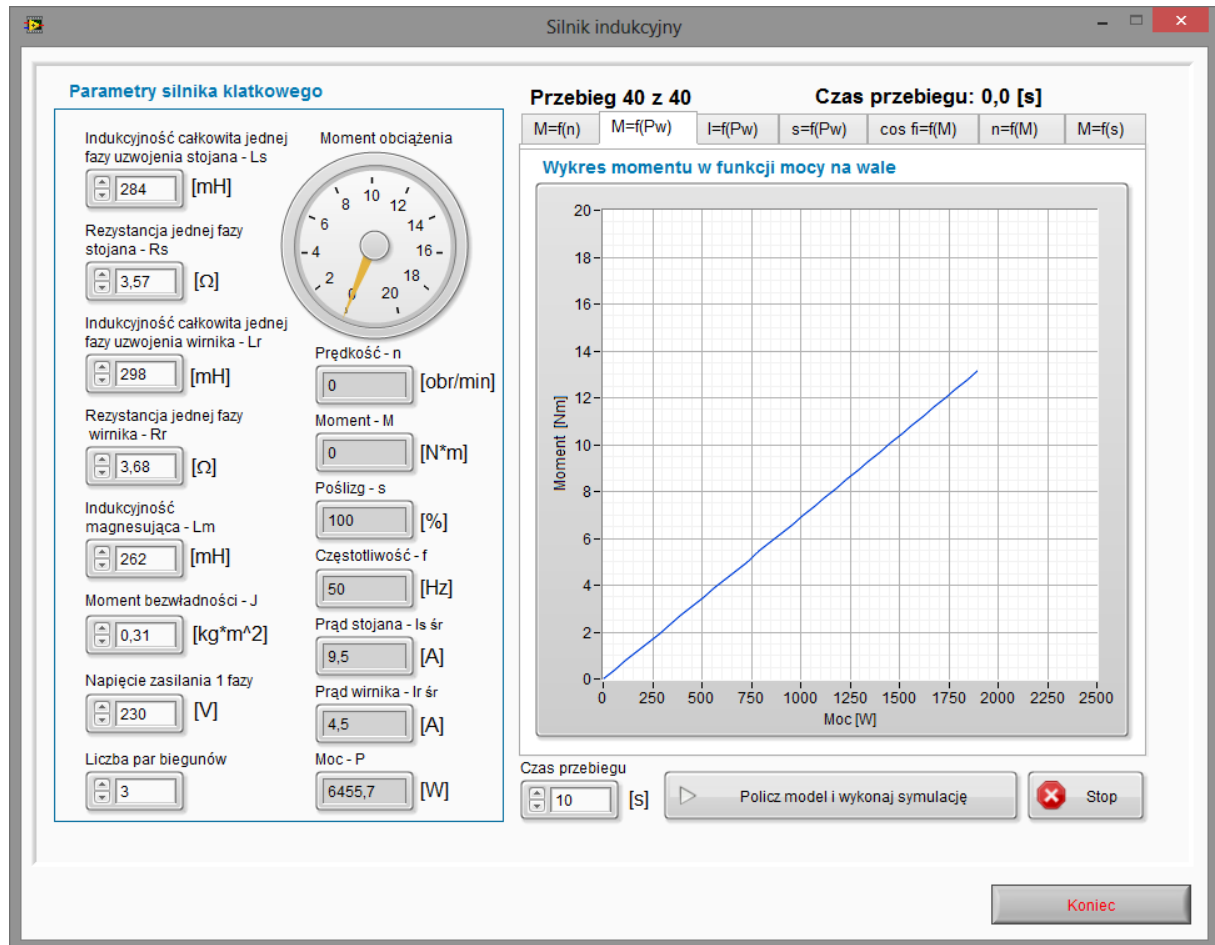 Silnik indukcyjny
Parametry silnika klatkowego
Indukcyjność całkowita jednej
fazy uzwojenia stojana - Ls
284 [mH]
Rezystancja jednej fazy
stojana - Rs
3,57 [Ω]
Indukcyjność całkowita jednej
fazy uzwojenia wirnika - Lr
298 [mH]
Rezystancja jednej fazy
wirnika - Rr
3,68 [Ω]
Indukcyjność
magnesująca - Lm
262 [mH]
Moment bezwładności - J
0,31 [kg*m^2]
Napięcie zasilania 1 fazy
230 [V]
Liczba par biegunów
3
Moment obciążenia
0 2 4 6 8 10 12 14 16 18 20
Prędkość - n
0 [obr/min]
Moment - M
0 [N*m]
Poślizg - s
100 [%]
Częstotliwość - f
50 [Hz]
Prąd stojana - Is śr
9,5 [A]
Prąd wirnika - Ir śr
4,5 [A]
Moc - P
6455,7 [W]
Przebieg 40 z 40 Czas przebiegu: 0,0 [s]
M=f(n) M=f(Pw) I=f(Pw) s=f(Pw) cos fi=f(M) n=f(M) M=f(s)
Wykres momentu w funkcji mocy na wale
20
18
16
14
12
10
8
6
4
2
0
Moment [Nm]
0 250 500 750 1000 1250 1500 1750 2000 2250 2500
Moc [W]
Czas przebiegu
10 [s] Policz model i wykonaj symulację Stop
Koniec